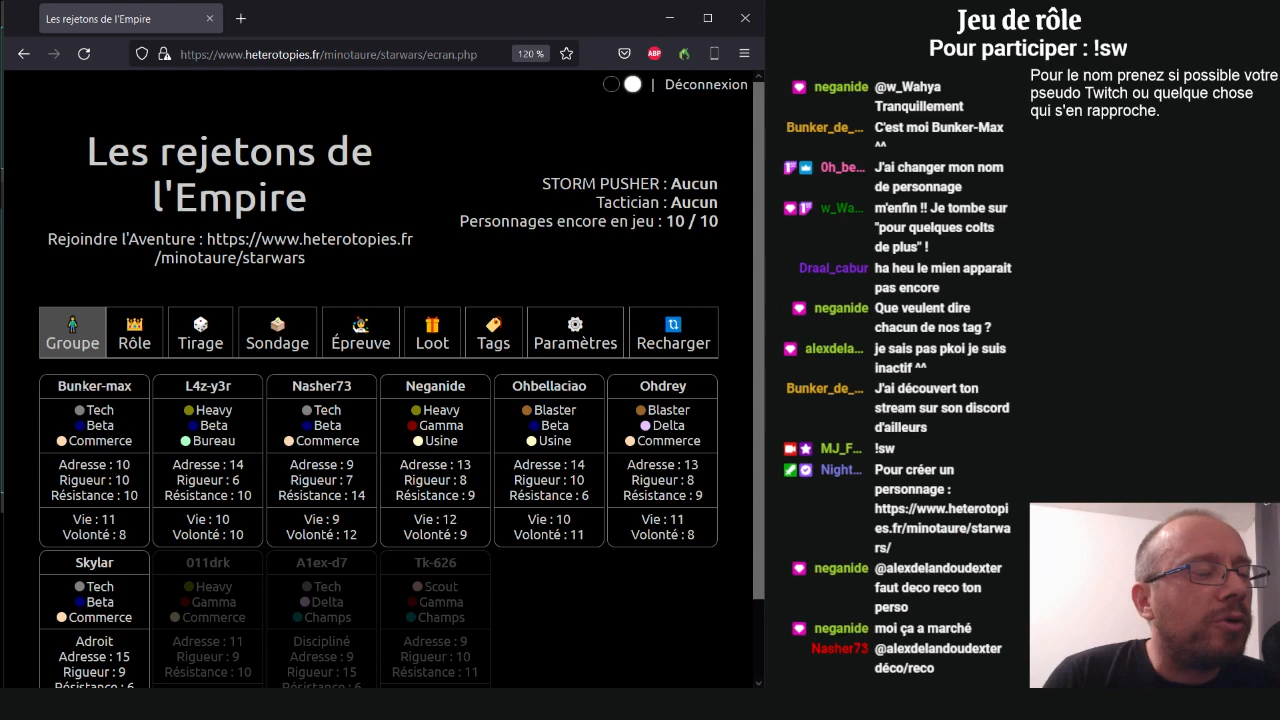 Les rejetons de l'Empire
https://www.heterotopies.fr/minotaure/starwars/ecran.php
120 %
ABP
| Déconnexion
Les rejetons de
l'Empire
Rejoindre l'Aventure : https://www.heterotopies.fr
/minotaure/starwars
STORM PUSHER : Aucun
Tactician : Aucun
Personnages encore en jeu : 10 / 10
Groupe Rôle Tirage Sondage Épreuve Loot Tags Paramètres Recharger
Bunker-max L4z-y3r Nasher73 Neganide Ohbellaciao Ohdrey
Tech Heavy Tech Heavy Blaster Blaster
Beta Beta Beta Gamma Beta Delta
Commerce Bureau Commerce Usine Usine Commerce
Adresse : 10 Adresse : 14 Adresse : 9 Adresse : 13 Adresse : 14 Adresse : 13
Rigueur : 10 Rigueur : 6 Rigueur : 7 Rigueur : 8 Rigueur : 10 Rigueur : 8
Résistance : 10 Résistance : 10 Résistance : 14 Résistance : 9 Résistance : 6 Résistance : 9
Vie : 11 Vie : 10 Vie : 9 Vie : 12 Vie : 10 Vie : 11
Volonté : 8 Volonté : 10 Volonté : 12 Volonté : 9 Volonté : 11 Volonté : 8
Skylar 011drk A1ex-d7 Tk-626
Tech Heavy Tech Scout
Beta Gamma Delta Gamma
Commerce Commerce Champs Champs
Adroit Adresse : 11 Discipliné Adresse : 9
Adresse : 15 Rigueur : 9 Adresse : 9 Rigueur : 10
Rigueur : 9 Résistance : 10 Rigueur : 15 Résistance : 11
Résistance : 6 Résistance : 6
Jeu de rôle
Pour participer : !sw
Pour le nom prenez si possible votre
pseudo Twitch ou quelque chose
qui s'en rapproche.
neganide @w_Wahya
Tranquillement
Bunker_de_... C'est moi Bunker-Max
^^
0h_be... J'ai changer mon nom
de personnage
w_Wa... m'enfin !! Je tombe sur
"pour quelques colts
de plus" !
Draal_cabur ha heu le mien apparait
pas encore
neganide Que veulent dire
chacun de nos tag ?
alexdela... je sais pas pkoi je suis
inactif ^^
Bunker_de_... J'ai découvert ton
stream sur son discord
d'ailleurs
MJ_F... !sw
Night... Pour créer un
personnage :
https://www.heterotopi
es.fr/minotaure/starwa
rs/
neganide @alexdelandoudexter
faut deco reco ton
perso
neganide moi ça a marché
Nasher73 @alexdelandoudexter
déco/reco